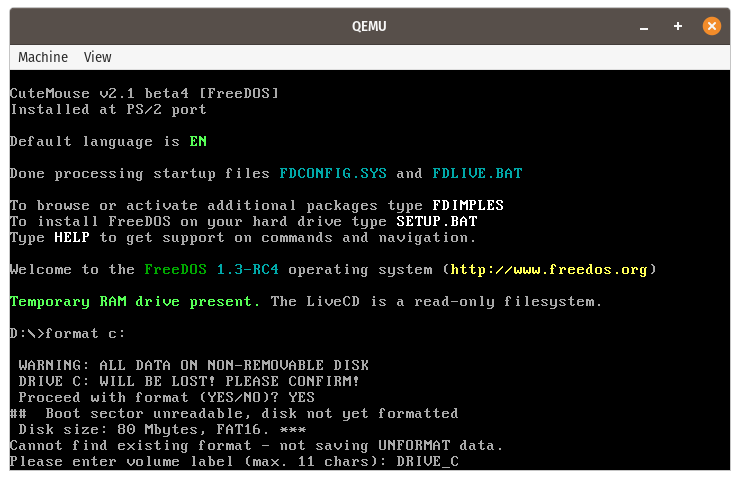 QEMU
Machine View
CuteMouse v2.1 beta4 [FreeDOS]
Installed at PS/2 port
Default language is EN
Done processing startup files FDCONFIG.SYS and FDLIVE.BAT
To browse or activate additional packages type FDIMPLES
To install FreeDOS on your hard drive type SETUP.BAT
Type HELP to get support on commands and navigation.
Welcome to the FreeDOS 1.3-RC4 operating system (http://www.freedos.org)
Temporary RAM drive present. The LiveCD is a read-only filesystem.
D:\>format c:
WARNING: ALL DATA ON NON-REMOVABLE DISK
DRIVE C: WILL BE LOST! PLEASE CONFIRM!
Proceed with format (YES/NO)? YES
## Boot sector unreadable, disk not yet formatted
Disk size: 80 Mbytes, FAT16. ***
Cannot find existing format - not saving UNFORMAT data.
Please enter volume label (max. 11 chars): DRIVE_C